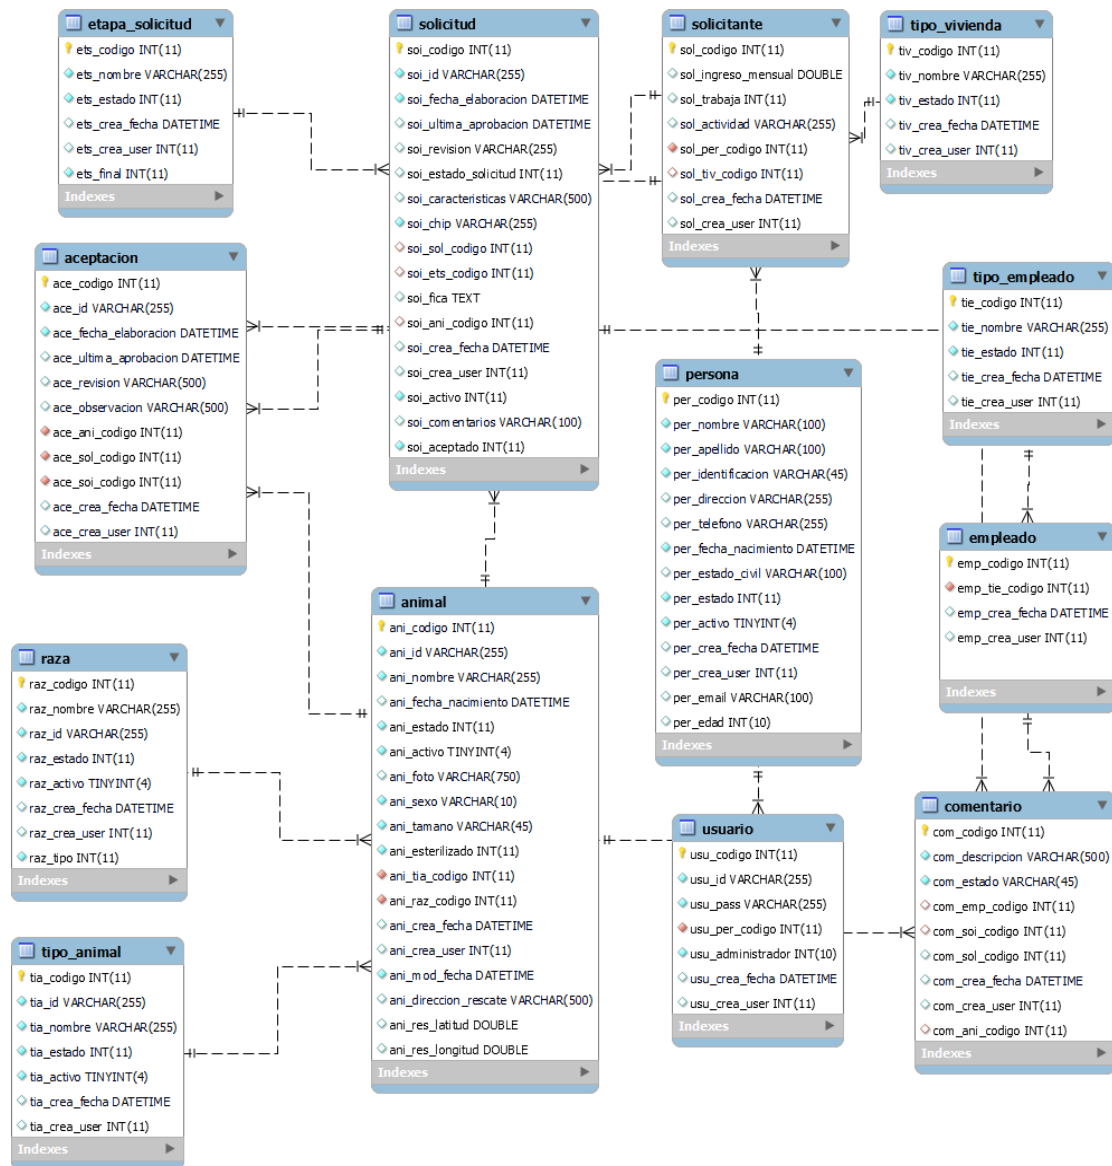 etapa_solicitud
ets_codigo INT(11)
ets_nombre VARCHAR(255)
ets_estado INT(11)
ets_crea_fecha DATETIME
ets_crea_user INT(11)
ets_final INT(11)
Indexes
solicitud
soi_codigo INT(11)
soi_id VARCHAR(255)
soi_fecha_elaboracion DATETIME
soi_ultima_aprobacion DATETIME
soi_revision VARCHAR(255)
soi_estado_solicitud INT(11)
soi_caracteristicas VARCHAR(500)
soi_chip VARCHAR(255)
soi_sol_codigo INT(11)
soi_ets_codigo INT(11)
soi_fica TEXT
soi_ani_codigo INT(11)
soi_crea_fecha DATETIME
soi_crea_user INT(11)
soi_activo INT(11)
soi_comentarios VARCHAR(100)
soi_aceptado INT(11)
Indexes
solicitante
sol_codigo INT(11)
sol_ingreso_mensual DOUBLE
sol_trabaja INT(11)
sol_actividad VARCHAR(255)
sol_per_codigo INT(11)
sol_tiv_codigo INT(11)
sol_crea_fecha DATETIME
sol_crea_user INT(11)
Indexes
tipo_vivienda
tiv_codigo INT(11)
tiv_nombre VARCHAR(255)
tiv_estado INT(11)
tiv_crea_fecha DATETIME
tiv_crea_user INT(11)
Indexes
aceptacion
ace_codigo INT(11)
ace_id VARCHAR(255)
ace_fecha_elaboracion DATETIME
ace_ultima_aprobacion DATETIME
ace_revision VARCHAR(500)
ace_observacion VARCHAR(500)
ace_ani_codigo INT(11)
ace_sol_codigo INT(11)
ace_soi_codigo INT(11)
ace_crea_fecha DATETIME
ace_crea_user INT(11)
Indexes
tipo_empleado
tie_codigo INT(11)
tie_nombre VARCHAR(255)
tie_estado INT(11)
tie_crea_fecha DATETIME
tie_crea_user INT(11)
Indexes
persona
per_codigo INT(11)
per_nombre VARCHAR(100)
per_apellido VARCHAR(100)
per_identificacion VARCHAR(45)
per_direccion VARCHAR(255)
per_telefono VARCHAR(255)
per_fecha_nacimiento DATETIME
per_estado_civil VARCHAR(100)
per_estado INT(11)
per_activo TINYINT(4)
per_crea_fecha DATETIME
per_crea_user INT(11)
per_email VARCHAR(100)
per_edad INT(10)
Indexes
empleado
emp_codigo INT(11)
emp_tie_codigo INT(11)
emp_crea_fecha DATETIME
emp_crea_user INT(11)
Indexes
animal
ani_codigo INT(11)
ani_id VARCHAR(255)
ani_nombre VARCHAR(255)
ani_fecha_nacimiento DATETIME
ani_estado INT(11)
ani_activo TINYINT(4)
ani_foto VARCHAR(750)
ani_sexo VARCHAR(10)
ani_tamano VARCHAR(45)
ani_esterilizado INT(11)
ani_tia_codigo INT(11)
ani_raz_codigo INT(11)
ani_crea_fecha DATETIME
ani_crea_user INT(11)
ani_mod_fecha DATETIME
ani_direccion_rescate VARCHAR(500)
ani_res_latitud DOUBLE
ani_res_longitud DOUBLE
Indexes
raza
raz_codigo INT(11)
raz_nombre VARCHAR(255)
raz_id VARCHAR(255)
raz_estado INT(11)
raz_activo TINYINT(4)
raz_crea_fecha DATETIME
raz_crea_user INT(11)
raz_tipo INT(11)
Indexes
usuario
usu_codigo INT(11)
usu_id VARCHAR(255)
usu_pass VARCHAR(255)
usu_per_codigo INT(11)
usu_administrador INT(10)
usu_crea_fecha DATETIME
usu_crea_user INT(11)
Indexes
comentario
com_codigo INT(11)
com_descripcion VARCHAR(500)
com_estado VARCHAR(45)
com_emp_codigo INT(11)
com_soi_codigo INT(11)
com_sol_codigo INT(11)
com_crea_fecha DATETIME
com_crea_user INT(11)
com_ani_codigo INT(11)
Indexes
tipo_animal
tia_codigo INT(11)
tia_id VARCHAR(255)
tia_nombre VARCHAR(255)
tia_estado INT(11)
tia_activo TINYINT(4)
tia_crea_fecha DATETIME
tia_crea_user INT(11)
Indexes